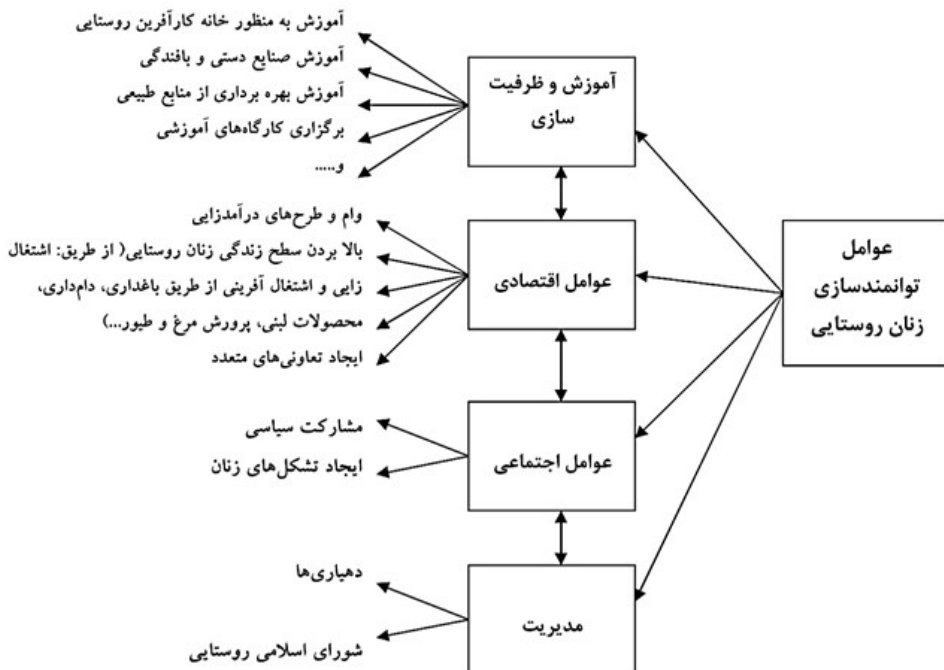 عوامل
توانمندسازی
زنان روستایی
آموزش و ظرفیت
سازی
آموزش به منظور خانه کارآفرین روستایی
آموزش صنایع دستی و بافندگی
آموزش بهره برداری از منابع طبیعی
برگزاری کارگاه‌های آموزشی
و.....
عوامل اقتصادی
وام و طرح‌های درآمدزایی
بالا بردن سطح زندگی زنان روستایی( از طریق: اشتغال
زایی و اشتغال آفرینی از طریق باغداری، دام‌داری،
محصولات لبنی، پرورش مرغ و طیور...)
ایجاد تعاونی‌های متعدد
عوامل اجتماعی
مشارکت سیاسی
ایجاد تشکل‌های زنان
مدیریت
دهیاری‌ها
شورای اسلامی روستایی